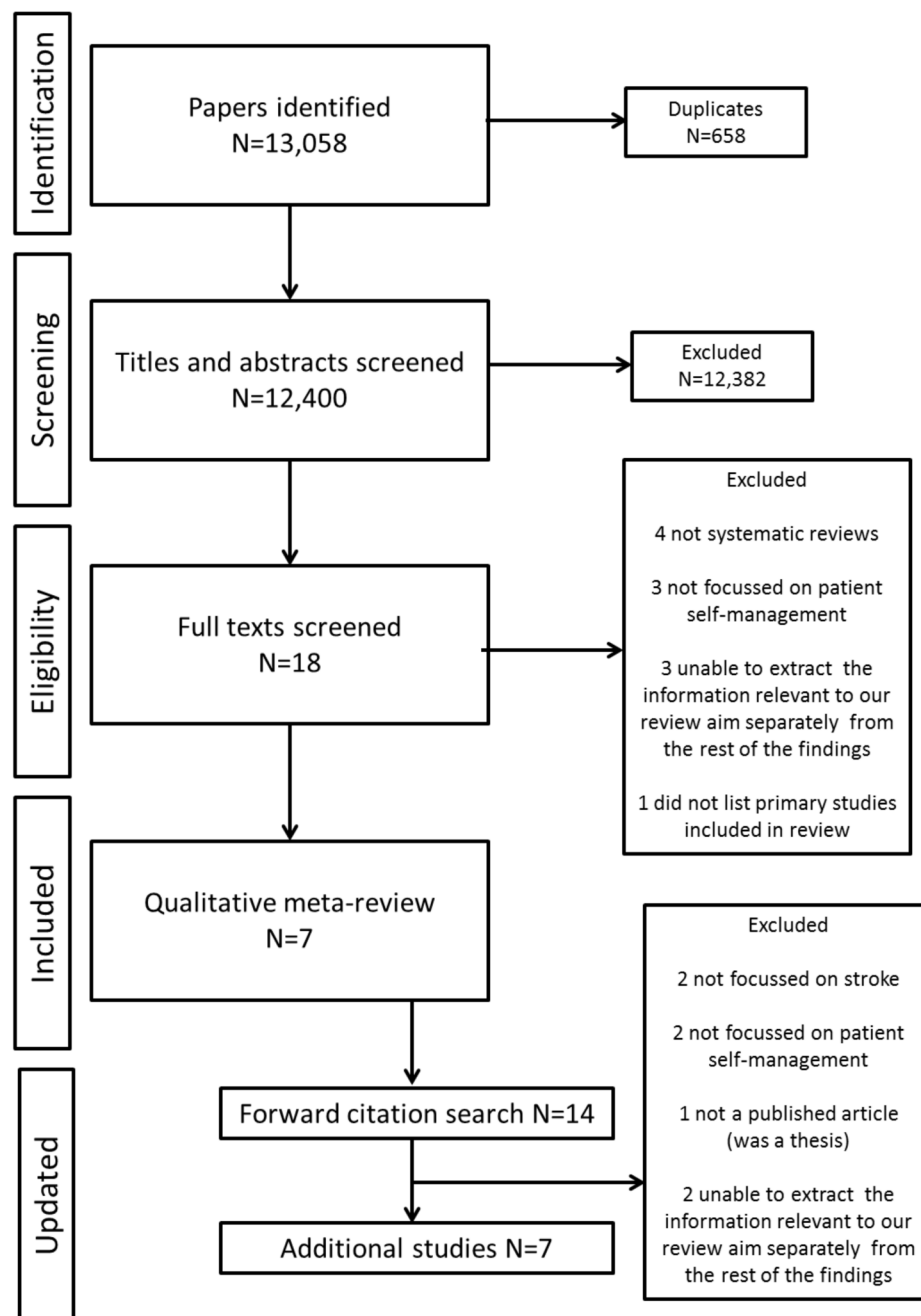 Identification
Papers identified
N=13,058
Duplicates
N=658
Screening
Titles and abstracts screened
N=12,400
Excluded
N=12,382
Eligibility
Full texts screened
N=18
Excluded
4 not systematic reviews
3 not focussed on patient
self-management
3 unable to extract the
information relevant to our
review aim separately from
the rest of the findings
1 did not list primary studies
included in review
Included
Qualitative meta-review
N=7
Updated
Forward citation search N=14
Excluded
2 not focussed on stroke
2 not focussed on patient
self-management
1 not a published article
(was a thesis)
2 unable to extract the
information relevant to our
review aim separately from
the rest of the findings
Additional studies N=7